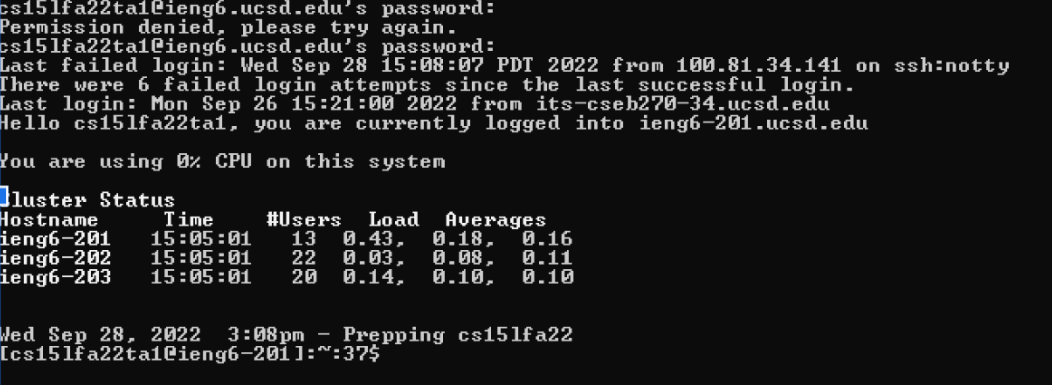 cs15lfa22ta1@ieng6.ucsd.edu's password:
Permission denied, please try again.
cs15lfa22ta1@ieng6.ucsd.edu's password:
Last failed login: Wed Sep 28 15:08:07 PDT 2022 from 100.81.34.141 on ssh:notty
There were 6 failed login attempts since the last successful login.
Last login: Mon Sep 26 15:21:00 2022 from its-cseb270-34.ucsd.edu
Hello cs15lfa22ta1, you are currently logged into ieng6-201.ucsd.edu
You are using 0% CPU on this system
Cluster Status
Hostname Time #Users Load Averages
ieng6-201 15:05:01 13 0.43, 0.18, 0.16
ieng6-202 15:05:01 22 0.03, 0.08, 0.11
ieng6-203 15:05:01 20 0.14, 0.10, 0.10
Wed Sep 28, 2022 3:08pm - Prepping cs15lfa22
[cs15lfa22ta1@ieng6-201]:~:37$